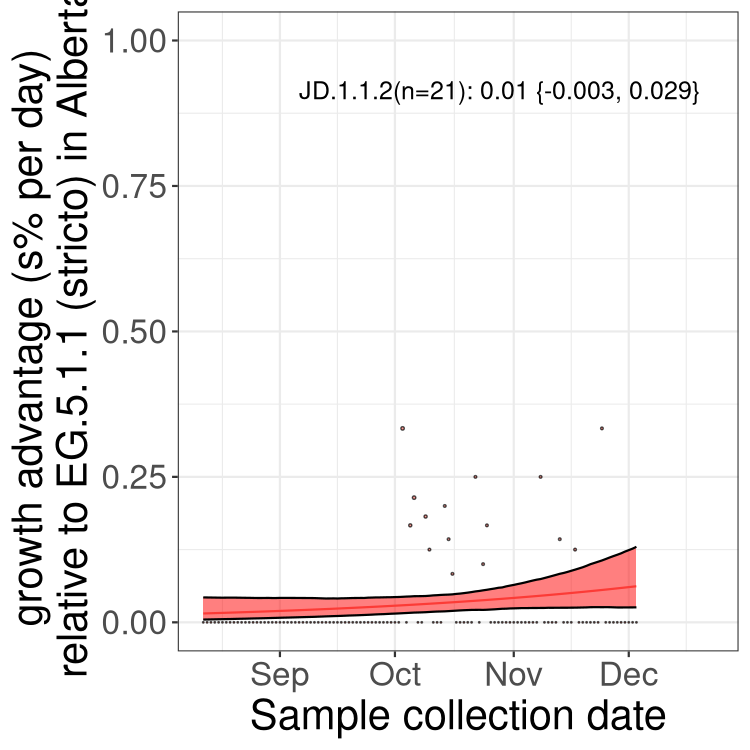 growth advantage (s% per day)
relative to EG.5.1.1 (stricto) in Alberta
1.00
JD.1.1.2(n=21): 0.01 {-0.003, 0.029}
0.75
0.50
0.25
0.00
Sep Oct Nov Dec
Sample collection date